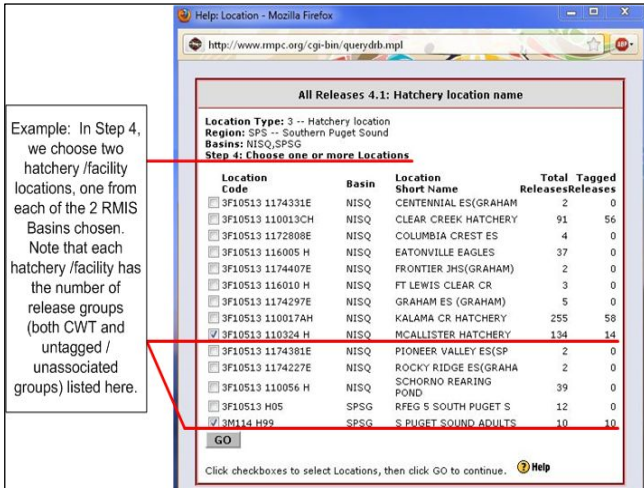 Help: Location - Mozilla Firefox
http://www.rmpc.org/cgi-bin/querydrb.mpl
ABP
All Releases 4.1: Hatchery location name
Location Type: 3 -- Hatchery location
Region: SPS -- Southern Puget Sound
Basins: NISQ,SPSG
Step 4: Choose one or more Locations
Example: In Step 4,
we choose two
hatchery /facility
locations, one from
each of the 2 RMIS
Basins chosen.
Note that each
hatchery /facility has
the number of
release groups
(both CWT and
untagged /
unassociated
groups) listed here.
Location Code Basin Location Short Name Total Releases Tagged Releases
3F10513 1174331E NISQ CENTENNIAL ES(GRAHAM 2 0
3F10513 110013CH NISQ CLEAR CREEK HATCHERY 91 56
3F10513 1172808E NISQ COLUMBIA CREST ES 4 0
3F10513 116005 H NISQ EATONVILLE EAGLES 37 0
3F10513 1174407E NISQ FRONTIER JHS(GRAHAM) 2 0
3F10513 116010 H NISQ FT LEWIS CLEAR CR 3 0
3F10513 1174297E NISQ GRAHAM ES (GRAHAM) 5 0
3F10513 110017AH NISQ KALAMA CR HATCHERY 255 58
3F10513 110324 H NISQ MCALLISTER HATCHERY 134 14
3F10513 1174381E NISQ PIONEER VALLEY ES(SP 2 0
3F10513 1174227E NISQ ROCKY RIDGE ES(GRAHA 2 0
3F10513 110056 H NISQ SCHORNO REARING POND 39 0
3F10513 H05 SPSG RFEG 5 SOUTH PUGET S 12 0
3M114 H99 SPSG S PUGET SOUND ADULTS 10 10
GO
Click checkboxes to select Locations, then click GO to continue. ? Help